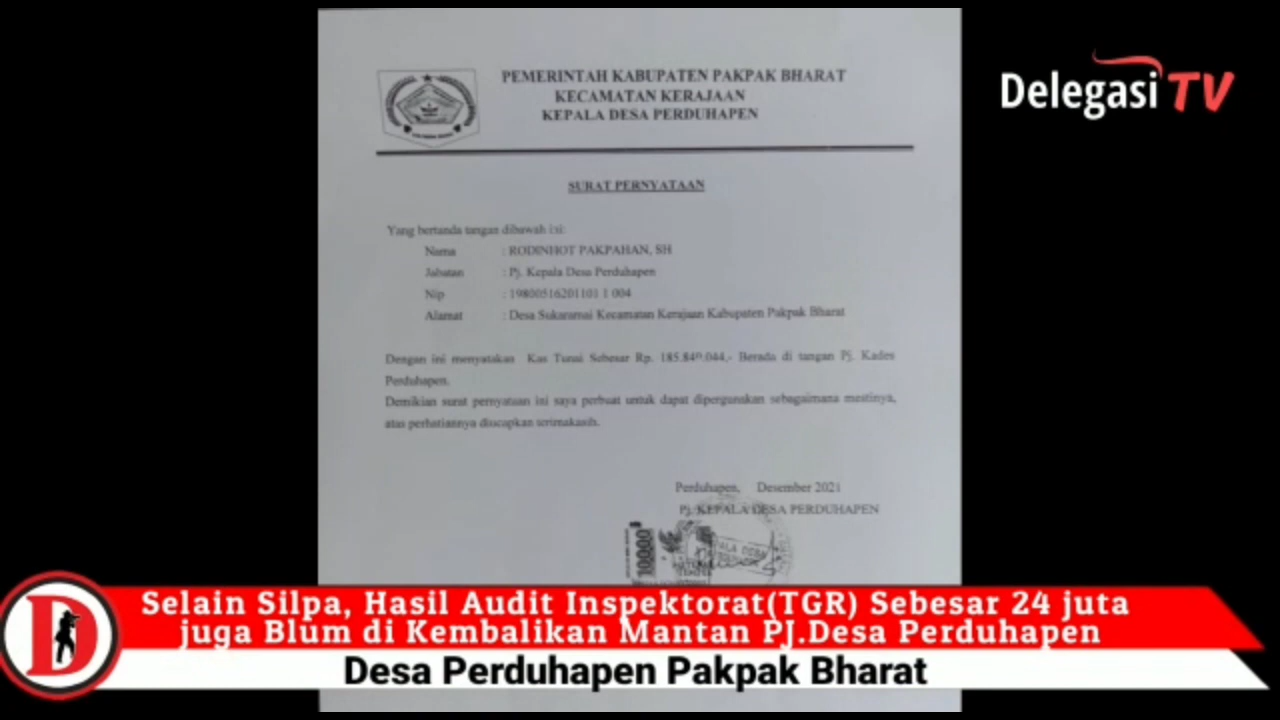 PEMERINTAH KABUPATEN PAKPAK BHARAT
KECAMATAN KERAJAAN
KEPALA DESA PERDUHAPEN
Delegasi TV
SURAT PERNYATAAN
Yang bertanda tangan dibawah ini:
Nama : RODINHOT PAKPAHAN, SH
Jabatan : Pj. Kepala Desa Perduhapen
Nip : 19800516201101 1 004
Alamat : Desa Sukaramai Kecamatan Kerajaan Kabupaten Pakpak Bharat
Dengan ini menyatakan Kas Tunai Sebesar Rp. 185.849.044,- Berada di tangan Pj. Kades
Perduhapen.
Demikian surat pernyataan ini saya perbuat untuk dapat dipergunakan sebagaimana mestinya,
atas perhatiannya diucapkan terimakasih.
Perduhapen, Desember 2021
Pj. KEPALA DESA PERDUHAPEN
10000
Selain Silpa, Hasil Audit Inspektorat(TGR) Sebesar 24 juta
juga Blum di Kembalikan Mantan PJ.Desa Perduhapen
D
Desa Perduhapen Pakpak Bharat